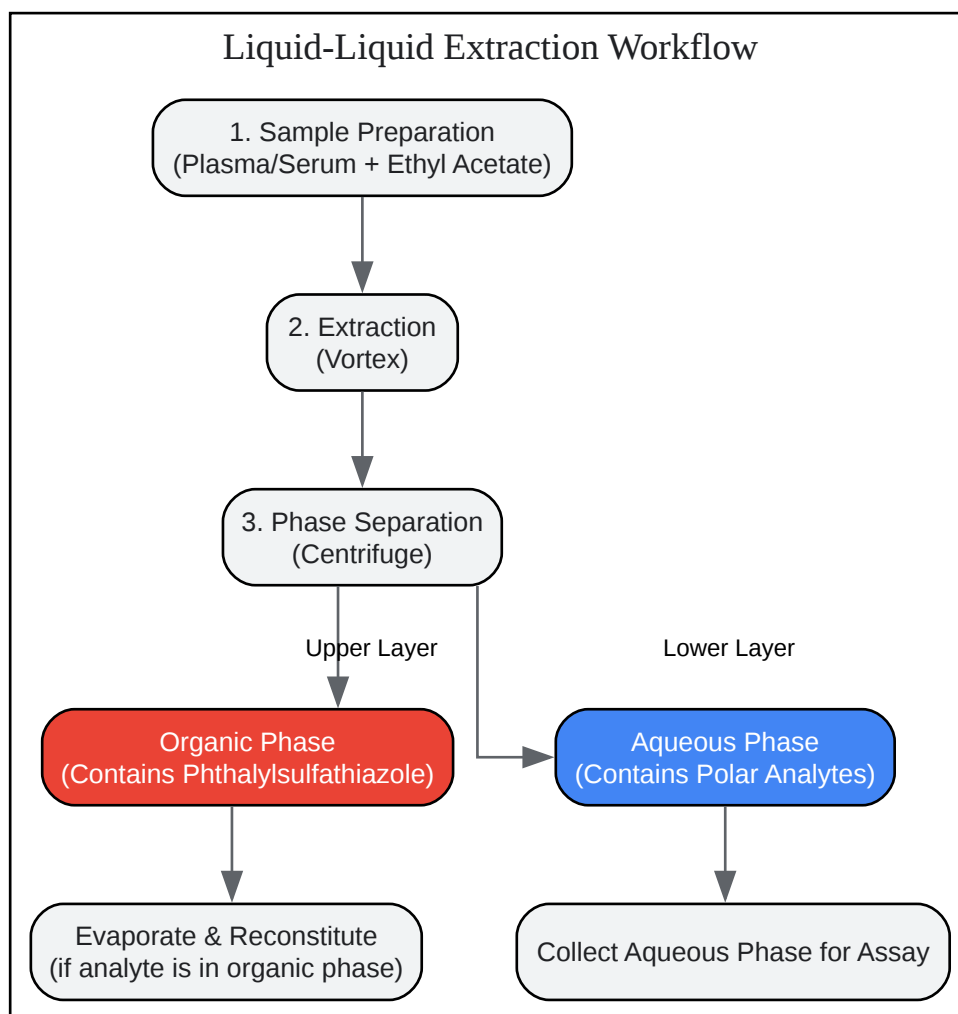 Liquid-Liquid Extraction Workflow
1. Sample Preparation
(Plasma/Serum + Ethyl Acetate)
2. Extraction
(Vortex)
3. Phase Separation
(Centrifuge)
Upper Layer
Lower Layer
Organic Phase
(Contains Phthalylsulfathiazole)
Aqueous Phase
(Contains Polar Analytes)
Evaporate & Reconstitute
(if analyte is in organic phase)
Collect Aqueous Phase for Assay